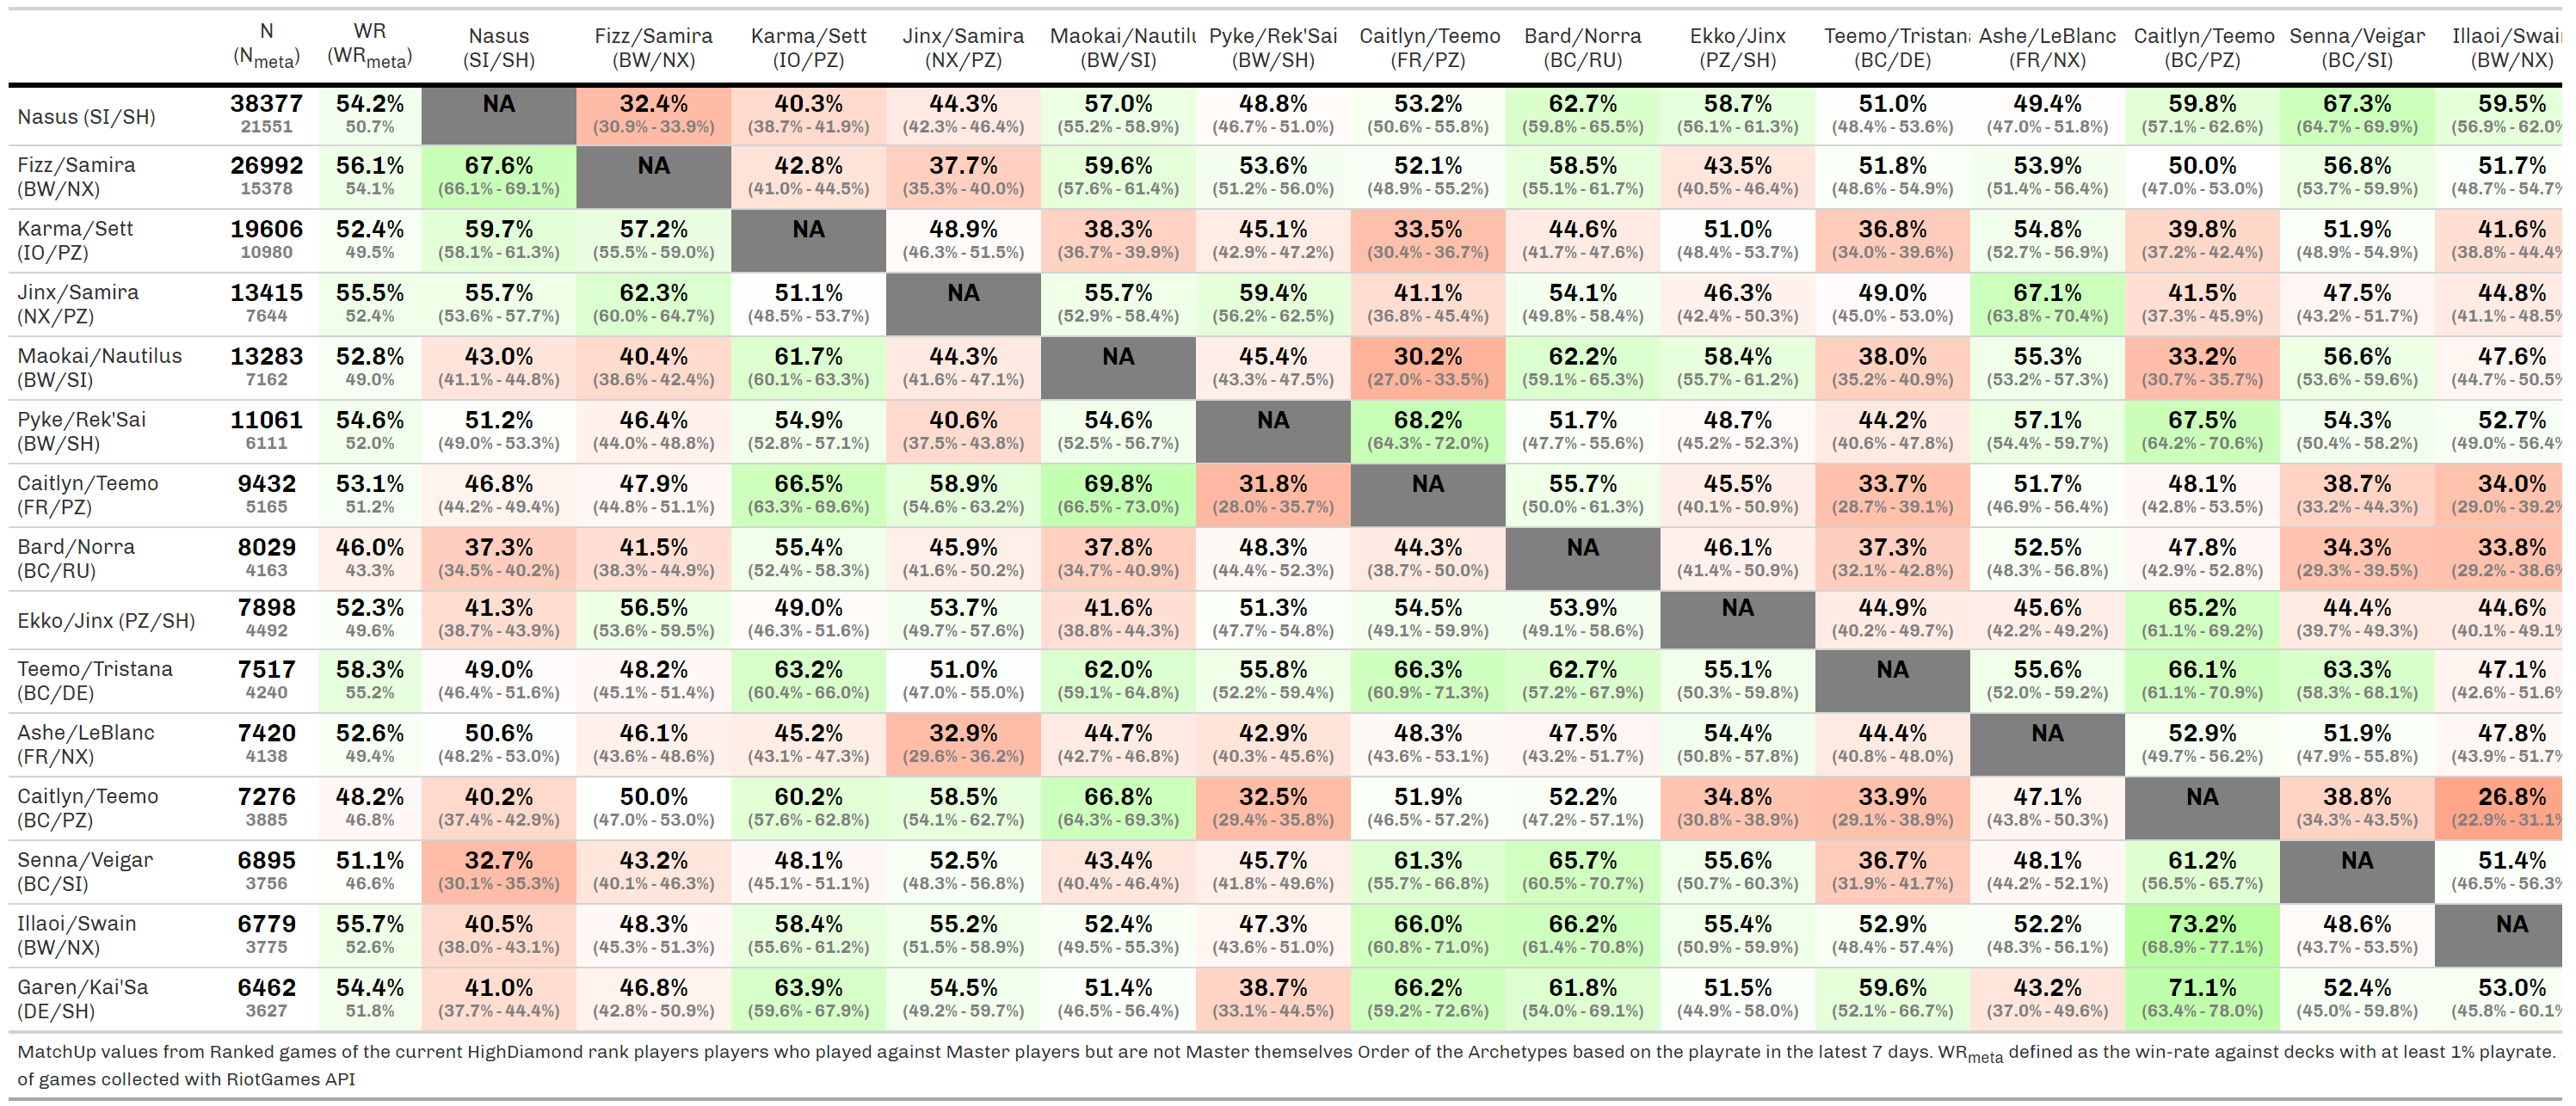 N WR Nasus Fizz/Samira Karma/Sett Jinx/Samira Maokai/Nautilu Pyke/Rek'Sai Caitlyn/Teemo Bard/Norra Ekko/Jinx Teemo/Tristana Ashe/LeBlanc Caitlyn/Teemo Senna/Veigar Illaoi/Swain
(Nmeta) (WRmeta) (SI/SH) (BW/NX) (IO/PZ) (NX/PZ) (BW/SI) (BW/SH) (FR/PZ) (BC/RU) (PZ/SH) (BC/DE) (FR/NX) (BC/PZ) (BC/SI) (BW/NX)
Nasus (SI/SH) 38377 54.2% NA 32.4% 40.3% 44.3% 57.0% 48.8% 53.2% 62.7% 58.7% 51.0% 49.4% 59.8% 67.3% 59.5%
21551 50.7% (30.9% - 33.9%) (38.7% - 41.9%) (42.3% - 46.4%) (55.2% - 58.9%) (46.7% - 51.0%) (50.6% - 55.8%) (59.8% - 65.5%) (56.1% - 61.3%) (48.4% - 53.6%) (47.0% - 51.8%) (57.1% - 62.6%) (64.7% - 69.9%) (56.9% - 62.0%
Fizz/Samira 26992 56.1% 67.6% NA 42.8% 37.7% 59.6% 53.6% 52.1% 58.5% 43.5% 51.8% 53.9% 50.0% 56.8% 51.7%
(BW/NX) 15378 54.1% (66.1% - 69.1%) (41.0% - 44.5%) (35.3% - 40.0%) (57.6% - 61.4%) (51.2% - 56.0%) (48.9% - 55.2%) (55.1% - 61.7%) (40.5% - 46.4%) (48.6% - 54.9%) (51.4% - 56.4%) (47.0% - 53.0%) (53.7% - 59.9%) (48.7% - 54.7%
Karma/Sett 19606 52.4% 59.7% 57.2% NA 48.9% 38.3% 45.1% 33.5% 44.6% 51.0% 36.8% 54.8% 39.8% 51.9% 41.6%
(IO/PZ) 10980 49.5% (58.1% - 61.3%) (55.5% - 59.0%) (46.3% - 51.5%) (36.7% - 39.9%) (42.9% - 47.2%) (30.4% - 36.7%) (41.7% - 47.6%) (48.4% - 53.7%) (34.0% - 39.6%) (52.7% - 56.9%) (37.2% - 42.4%) (48.9% - 54.9%) (38.8% - 44.4%
Jinx/Samira 13415 55.5% 55.7% 62.3% 51.1% NA 55.7% 59.4% 41.1% 54.1% 46.3% 49.0% 67.1% 41.5% 47.5% 44.8%
(NX/PZ) 7644 52.4% (53.6% - 57.7%) (60.0% - 64.7%) (48.5% - 53.7%) (52.9% - 58.4%) (56.2% - 62.5%) (36.8% - 45.4%) (49.8% - 58.4%) (42.4% - 50.3%) (45.0% - 53.0%) (63.8% - 70.4%) (37.3% - 45.9%) (43.2% - 51.7%) (41.1% - 48.5%
Maokai/Nautilus 13283 52.8% 43.0% 40.4% 61.7% 44.3% NA 45.4% 30.2% 62.2% 58.4% 38.0% 55.3% 33.2% 56.6% 47.6%
(BW/SI) 7162 49.0% (41.1% - 44.8%) (38.6% - 42.4%) (60.1% - 63.3%) (41.6% - 47.1%) (43.3% - 47.5%) (27.0% - 33.5%) (59.1% - 65.3%) (55.7% - 61.2%) (35.2% - 40.9%) (53.2% - 57.3%) (30.7% - 35.7%) (53.6% - 59.6%) (44.7% - 50.5%
Pyke/Rek'Sai 11061 54.6% 51.2% 46.4% 54.9% 40.6% 54.6% NA 68.2% 51.7% 48.7% 44.2% 57.1% 67.5% 54.3% 52.7%
(BW/SH) 6111 52.0% (49.0% - 53.3%) (44.0% - 48.8%) (52.8% - 57.1%) (37.5% - 43.8%) (52.5% - 56.7%) (64.3% - 72.0%) (47.7% - 55.6%) (45.2% - 52.3%) (40.6% - 47.8%) (54.4% - 59.7%) (64.2% - 70.6%) (50.4% - 58.2%) (49.0% - 56.4%
Caitlyn/Teemo 9432 53.1% 46.8% 47.9% 66.5% 58.9% 69.8% 31.8% NA 55.7% 45.5% 33.7% 51.7% 48.1% 38.7% 34.0%
(FR/PZ) 5165 51.2% (44.2% - 49.4%) (44.8% - 51.1%) (63.3% - 69.6%) (54.6% - 63.2%) (66.5% - 73.0%) (28.0% - 35.7%) (50.0% - 61.3%) (40.1% - 50.9%) (28.7% - 39.1%) (46.9% - 56.4%) (42.8% - 53.5%) (33.2% - 44.3%) (29.0% - 39.2%
Bard/Norra 8029 46.0% 37.3% 41.5% 55.4% 45.9% 37.8% 48.3% 44.3% NA 46.1% 37.3% 52.5% 47.8% 34.3% 33.8%
(BC/RU) 4163 43.3% (34.5% - 40.2%) (38.3% - 44.9%) (52.4% - 58.3%) (41.6% - 50.2%) (34.7% - 40.9%) (44.4% - 52.3%) (38.7% - 50.0%) (41.4% - 50.9%) (32.1% - 42.8%) (48.3% - 56.8%) (42.9% - 52.8%) (29.3% - 39.5%) (29.2% - 38.6%
Ekko/Jinx (PZ/SH) 7898 52.3% 41.3% 56.5% 49.0% 53.7% 41.6% 51.3% 54.5% 53.9% NA 44.9% 45.6% 65.2% 44.4% 44.6%
4492 49.6% (38.7% - 43.9%) (53.6% - 59.5%) (46.3% - 51.6%) (49.7% - 57.6%) (38.8% - 44.3%) (47.7% - 54.8%) (49.1% - 59.9%) (49.1% - 58.6%) (40.2% - 49.7%) (42.2% - 49.2%) (61.1% - 69.2%) (39.7% - 49.3%) (40.1% - 49.1%
Teemo/Tristana 7517 58.3% 49.0% 48.2% 63.2% 51.0% 62.0% 55.8% 66.3% 62.7% 55.1% NA 55.6% 66.1% 63.3% 47.1%
(BC/DE) 4240 55.2% (46.4% - 51.6%) (45.1% - 51.4%) (60.4% - 66.0%) (47.0% - 55.0%) (59.1% - 64.8%) (52.2% - 59.4%) (60.9% - 71.3%) (57.2% - 67.9%) (50.3% - 59.8%) (52.0% - 59.2%) (61.1% - 70.9%) (58.3% - 68.1%) (42.6% - 51.6%
Ashe/LeBlanc 7420 52.6% 50.6% 46.1% 45.2% 32.9% 44.7% 42.9% 48.3% 47.5% 54.4% 44.4% NA 52.9% 51.9% 47.8%
(FR/NX) 4138 49.4% (48.2% - 53.0%) (43.6% - 48.6%) (43.1% - 47.3%) (29.6% - 36.2%) (42.7% - 46.8%) (40.3% - 45.6%) (43.6% - 53.1%) (43.2% - 51.7%) (50.8% - 57.8%) (40.8% - 48.0%) (49.7% - 56.2%) (47.9% - 55.8%) (43.9% - 51.7%
Caitlyn/Teemo 7276 48.2% 40.2% 50.0% 60.2% 58.5% 66.8% 32.5% 51.9% 52.2% 34.8% 33.9% 47.1% NA 38.8% 26.8%
(BC/PZ) 3885 46.8% (37.4% - 42.9%) (47.0% - 53.0%) (57.6% - 62.8%) (54.1% - 62.7%) (64.3% - 69.3%) (29.4% - 35.8%) (46.5% - 57.2%) (47.2% - 57.1%) (30.8% - 38.9%) (29.1% - 38.9%) (43.8% - 50.3%) (34.3% - 43.5%) (22.9% - 31.1%
Senna/Veigar 6895 51.1% 32.7% 43.2% 48.1% 52.5% 43.4% 45.7% 61.3% 65.7% 55.6% 36.7% 48.1% 61.2% NA 51.4%
(BC/SI) 3756 46.6% (30.1% - 35.3%) (40.1% - 46.3%) (45.1% - 51.1%) (48.3% - 56.8%) (40.4% - 46.4%) (41.8% - 49.6%) (55.7% - 66.8%) (60.5% - 70.7%) (50.7% - 60.3%) (31.9% - 41.7%) (44.2% - 52.1%) (56.5% - 65.7%) (46.5% - 56.3%
Illaoi/Swain 6779 55.7% 40.5% 48.3% 58.4% 55.2% 52.4% 47.3% 66.0% 66.2% 55.4% 52.9% 52.2% 73.2% 48.6% NA
(BW/NX) 3775 52.6% (38.0% - 43.1%) (45.3% - 51.3%) (55.6% - 61.2%) (51.5% - 58.9%) (49.5% - 55.3%) (43.6% - 51.0%) (60.8% - 71.0%) (61.4% - 70.8%) (50.9% - 59.9%) (48.4% - 57.4%) (48.3% - 56.1%) (68.9% - 77.1%) (43.7% - 53.5%)
Garen/Kai'Sa 6462 54.4% 41.0% 46.8% 63.9% 54.5% 51.4% 38.7% 66.2% 61.8% 51.5% 59.6% 43.2% 71.1% 52.4% 53.0%
(DE/SH) 3627 51.8% (37.7% - 44.4%) (42.8% - 50.9%) (59.6% - 67.9%) (49.2% - 59.7%) (46.5% - 56.4%) (33.1% - 44.5%) (59.2% - 72.6%) (54.0% - 69.1%) (44.9% - 58.0%) (52.1% - 66.7%) (37.0% - 49.6%) (63.4% - 78.0%) (45.0% - 59.8%) (45.8% - 60.1%
MatchUp values from Ranked games of the current HighDiamond rank players players who played against Master players but are not Master themselves Order of the Archetypes based on the playrate in the latest 7 days. WRmeta defined as the win-rate against decks with at least 1% playrate.
of games collected with RiotGames API